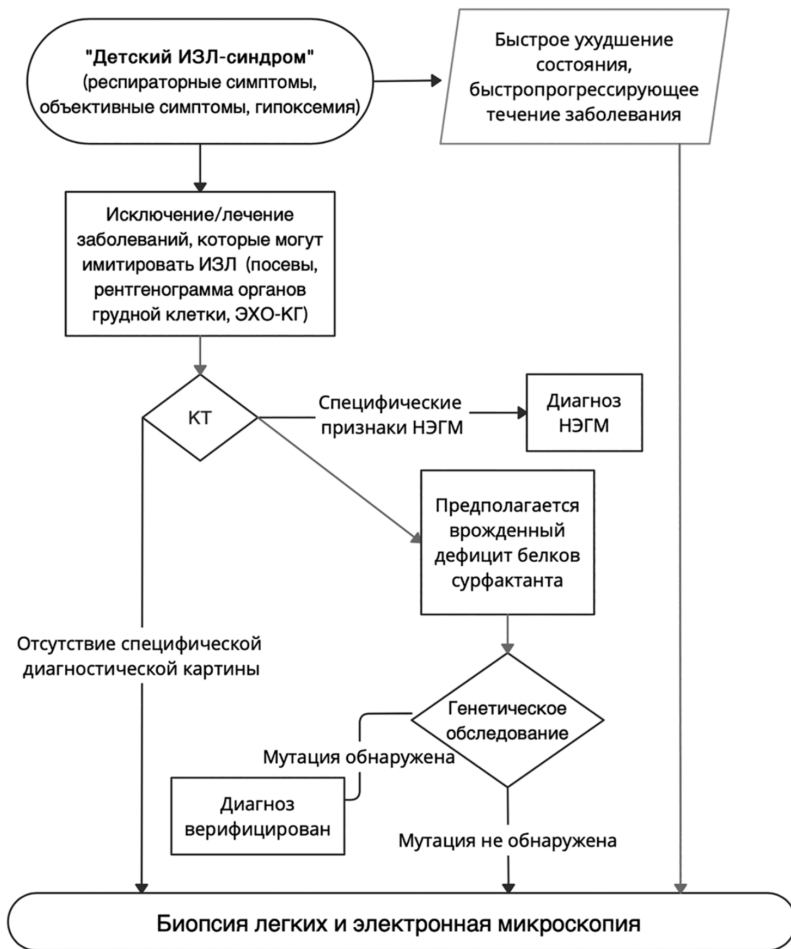 "Детский ИЗЛ-синдром"
(респираторные симптомы,
объективные симптомы, гипоксемия)
Быстрое ухудшение
состояния,
быстропрогрессирующее
течение заболевания
Исключение/лечение
заболеваний, которые могут
имитировать ИЗЛ (посевы,
рентгенограмма органов
грудной клетки, ЭХО-КГ)
КТ
Специфические
признаки НЭГМ
Диагноз
НЭГМ
Предполагается
врожденный
дефицит белков
сурфактанта
Отсутствие специфической
диагностической картины
Генетическое
обследование
Мутация обнаружена
Диагноз
верифицирован
Мутация не обнаружена
Биопсия легких и электронная микроскопия